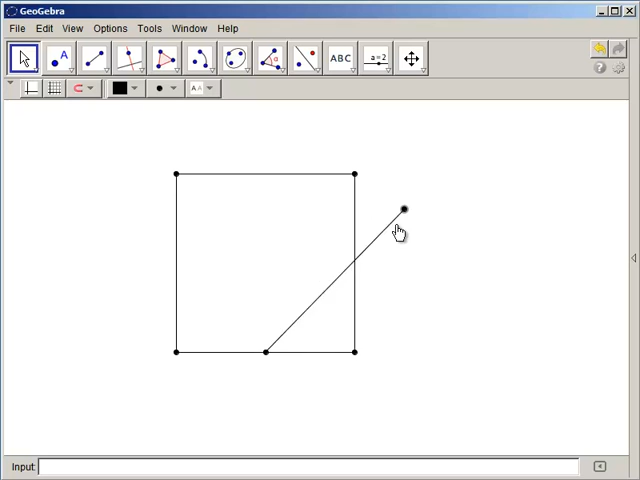 GeoGebra
File Edit View Options Tools Window Help
A α ABC a=2
A A
Input: